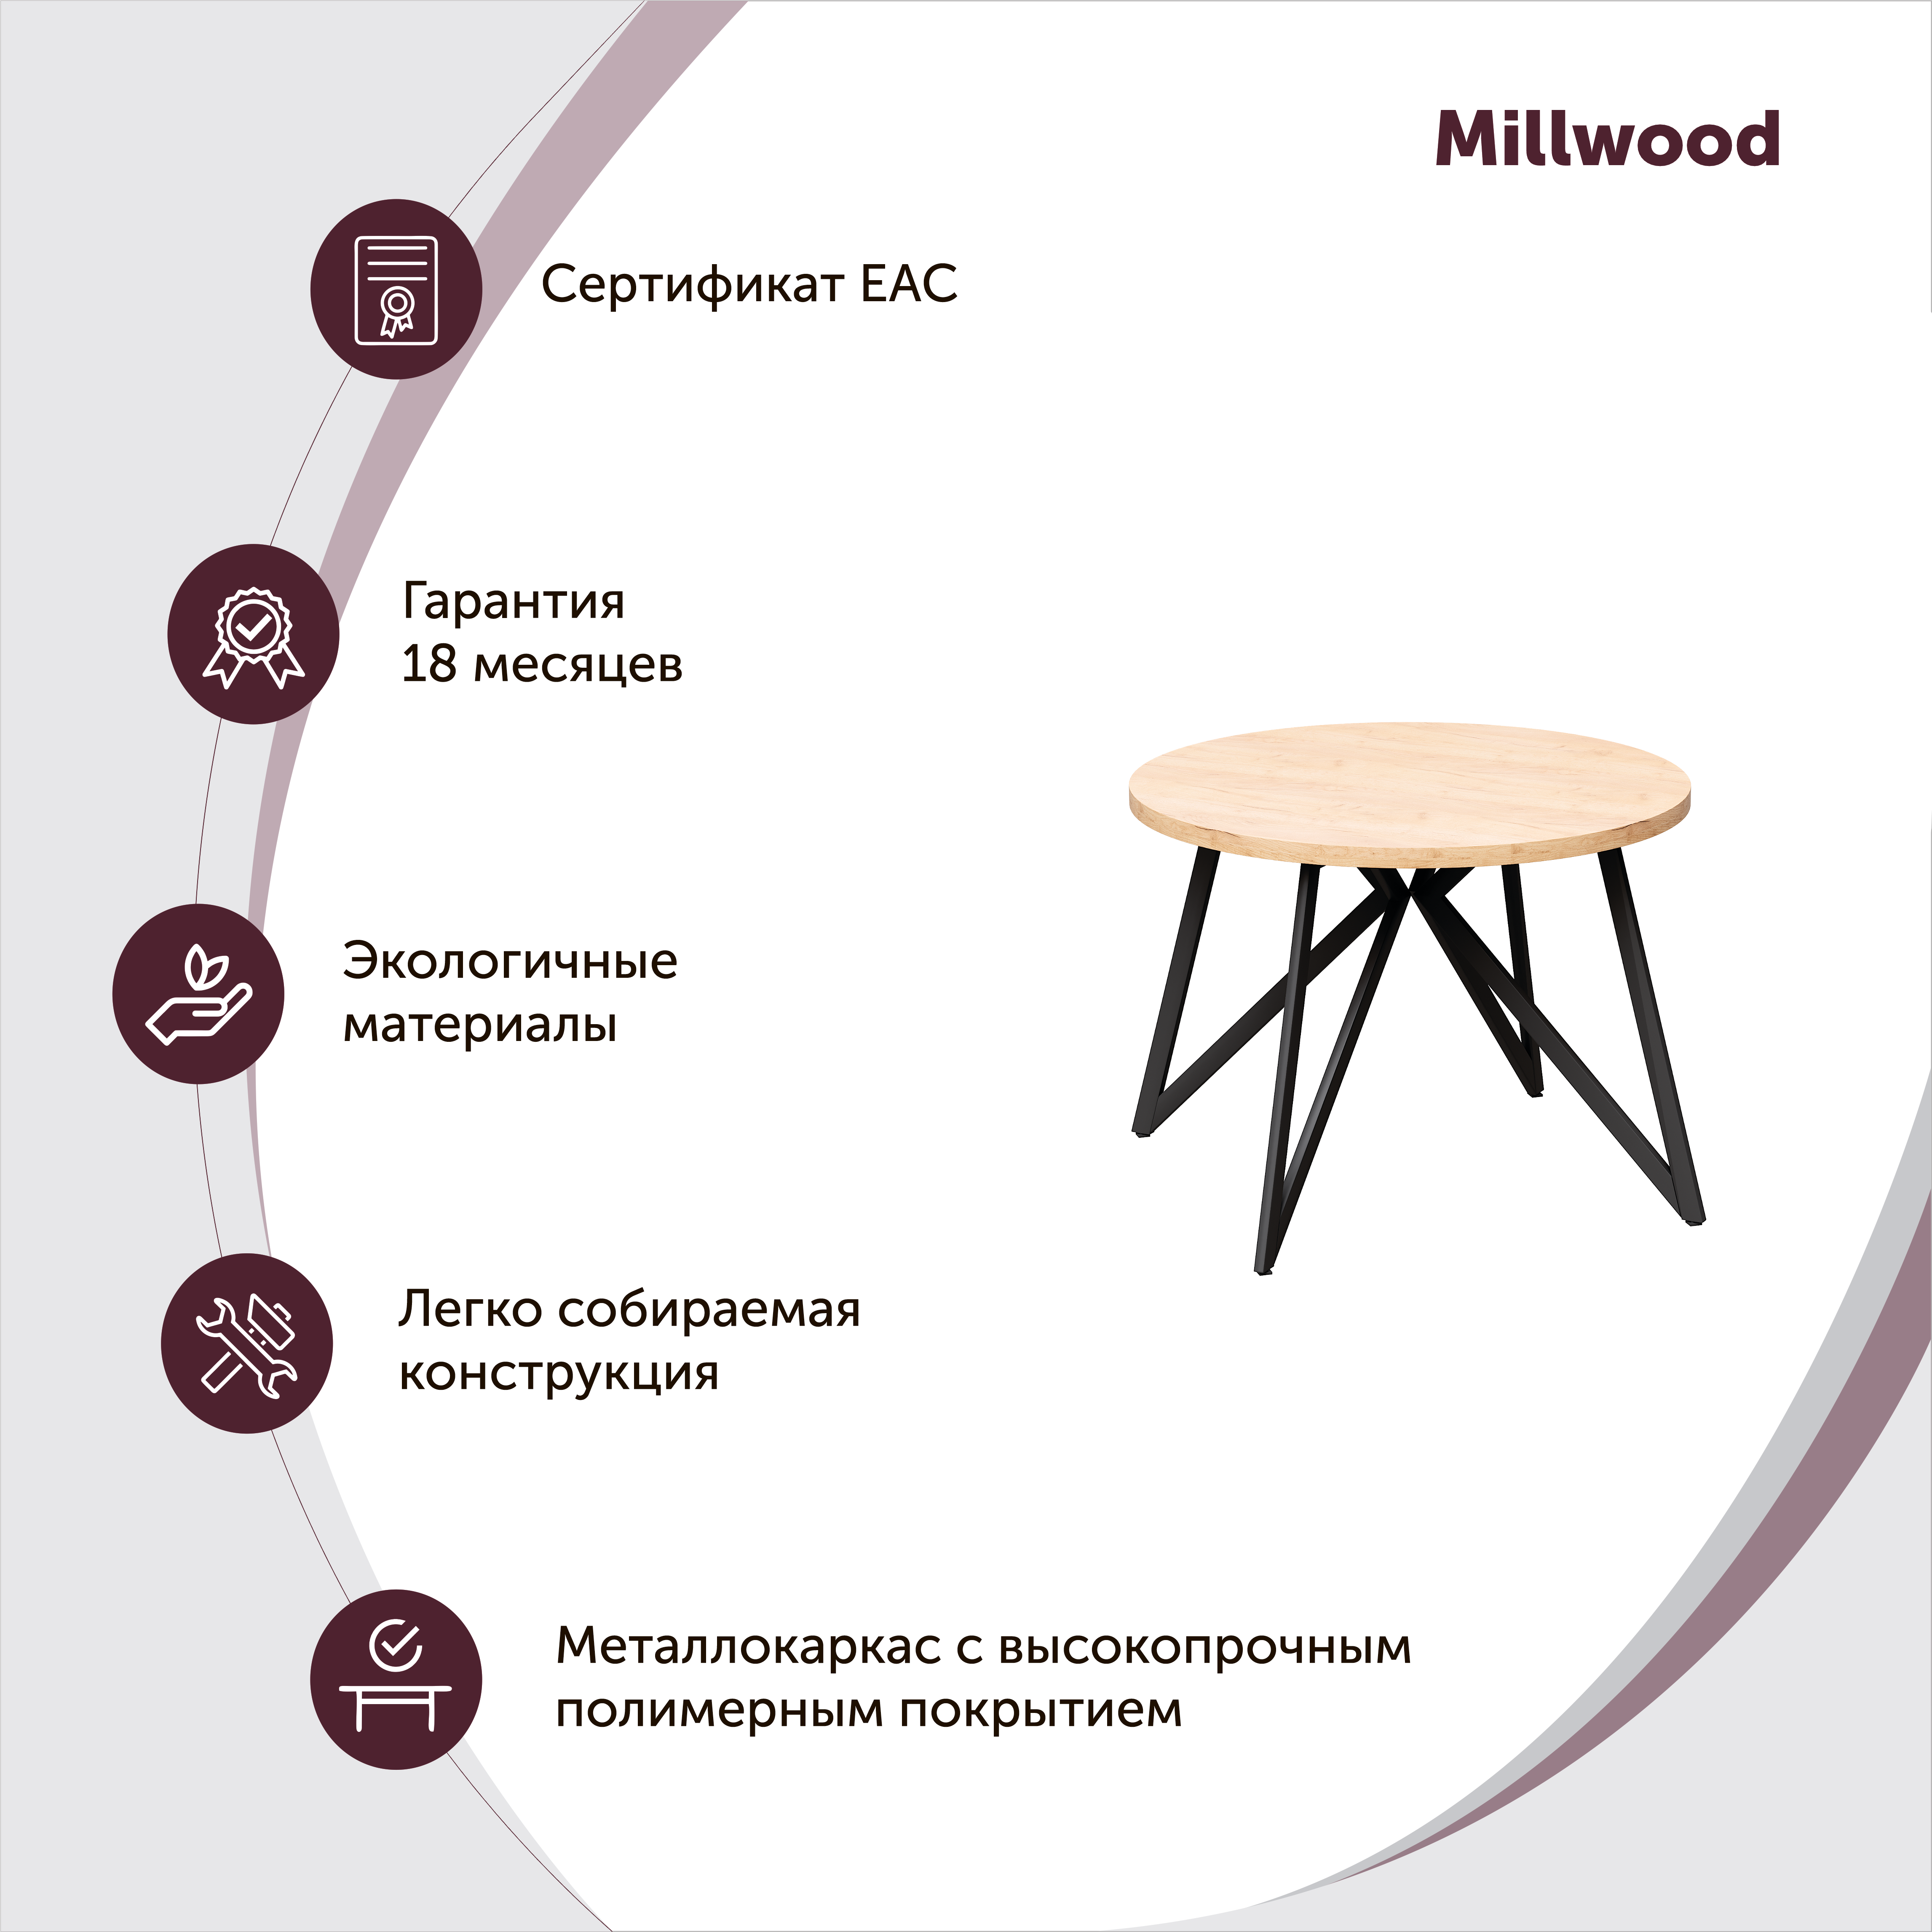 Millwood
Сертификат ЕАС
Гарантия
18 месяцев
Экологичные
материалы
Легко собираемая
конструкция
Металлокаркас с высокопрочным
полимерным покрытием